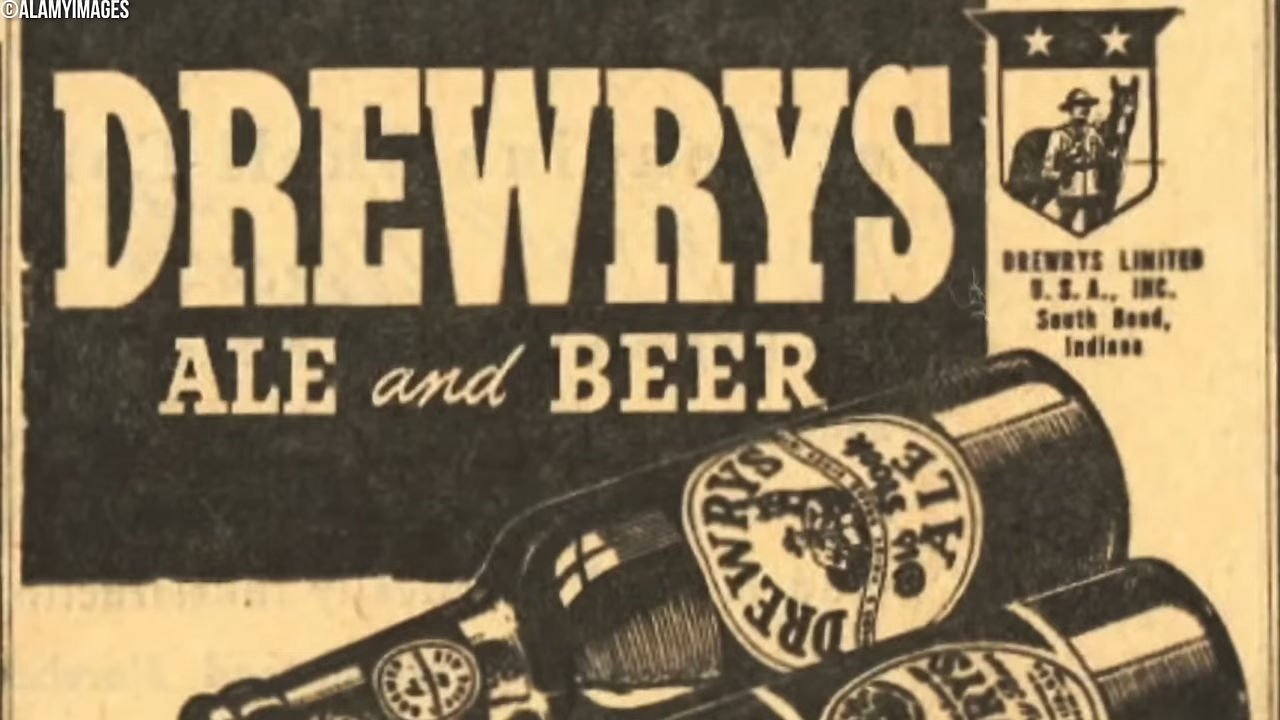 ©ALAMYIMAGES
DREWRYS
ALE and BEER
DREWRYS LIMITED
U. S. A., INC.
South Bend,
Indiana
DREWRYS
Old Stock
ALE